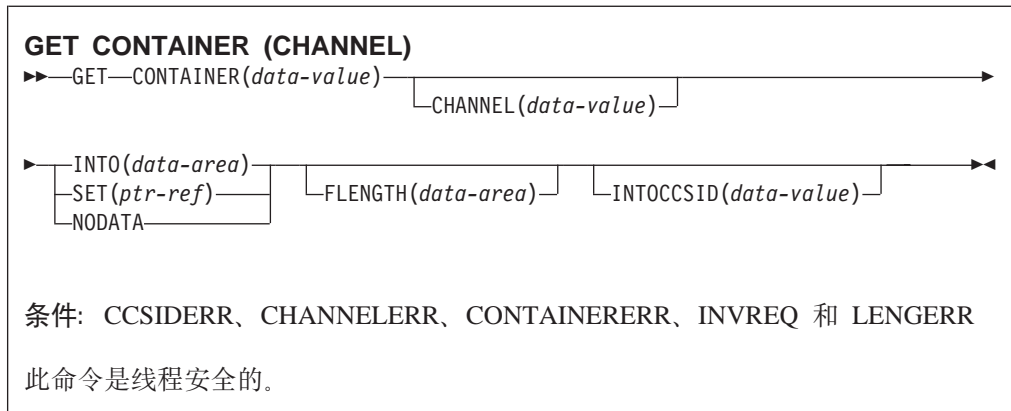 GET CONTAINER (CHANNEL)
GET CONTAINER(data-value)
CHANNEL(data-value)
INTO(data-area)
SET(ptr-ref)
NODATA
FLENGTH(data-area)
INTOCCSID(data-value)
条件: CCSIDERR、CHANNELERR、CONTAINERERR、INVREQ 和 LENGERR
此命令是线程安全的。